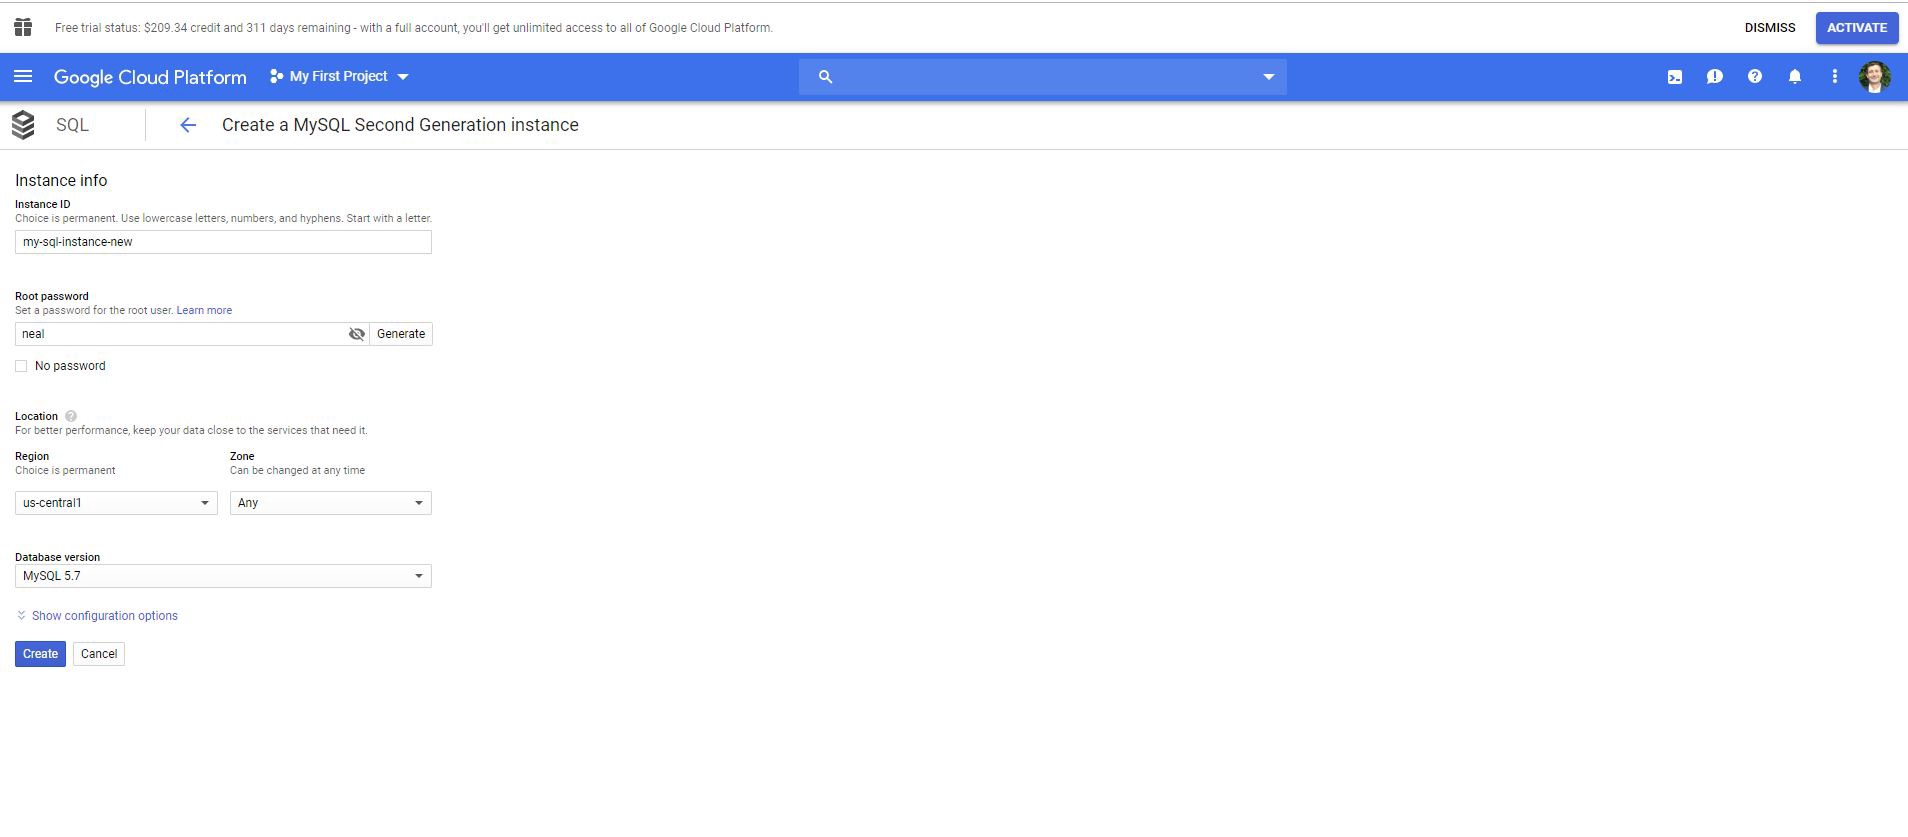 Free trial status: $209.34 credit and 311 days remaining - with a full account, you'll get unlimited access to all of Google Cloud Platform.
DISMISS
ACTIVATE
Google Cloud Platform
My First Project
SQL
Create a MySQL Second Generation instance
Instance info
Instance ID
Choice is permanent. Use lowercase letters, numbers, and hyphens. Start with a letter.
my-sql-instance-new
Root password
Set a password for the root user. Learn more
neal
Generate
No password
Location
For better performance, keep your data close to the services that need it.
Region
Zone
Choice is permanent
Can be changed at any time
us-central1
Any
Database version
MySQL 5.7
Show configuration options
Create
Cancel